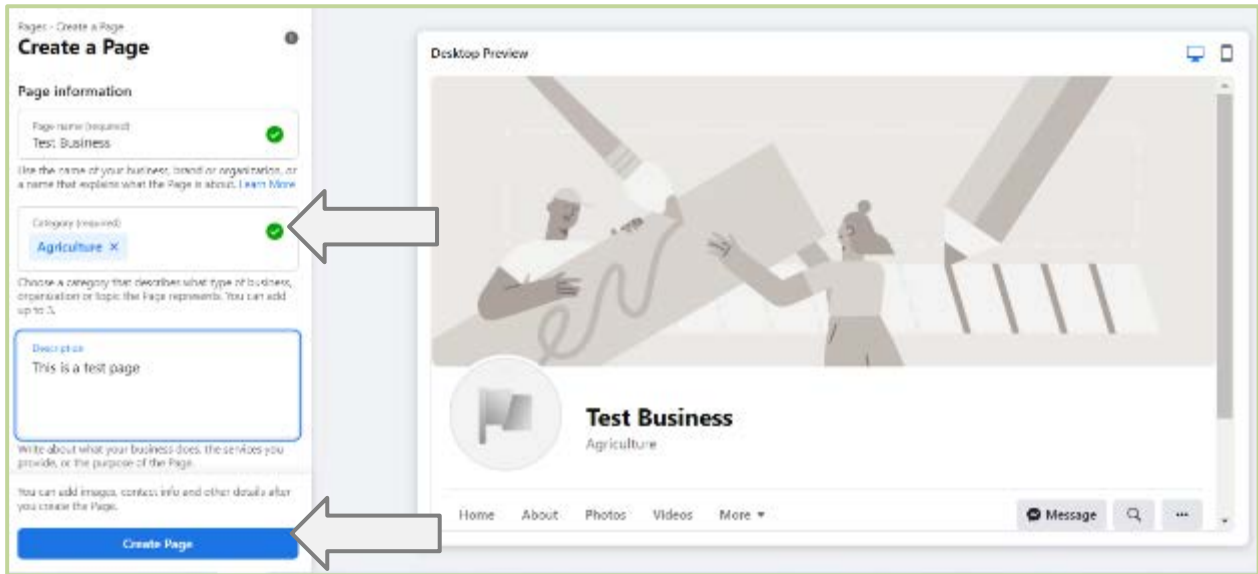 Pages - Create a Page
Create a Page
Page information
Page name (required)
Test Business
Use the name of your business, brand or organization, or
a name that explains what the Page is about. Learn More
Category (required)
Agriculture ×
Choose a category that describes what type of business,
organization or topic the Page represents. You can add
up to 3.
Description
This is a test page
Write about what your business does, the services you
provide, or the purpose of the Page.
You can add images, contact info and other details after
you create the Page.
Create Page
Desktop Preview
Test Business
Agriculture
Home About Photos Videos More
Message